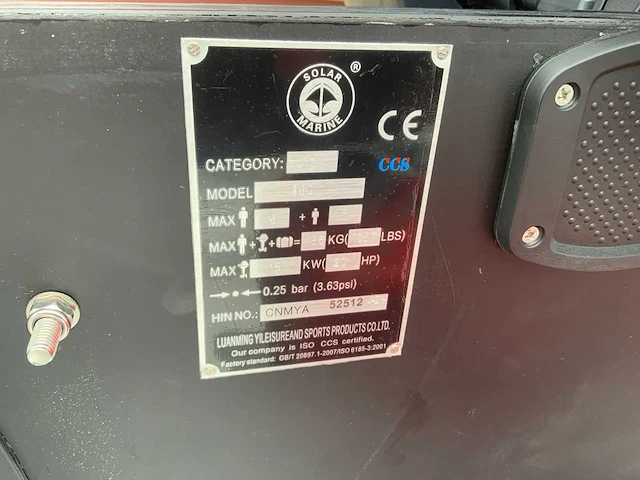 SOLAR MARINE ®
CE
CATEGORY:
CCS
MODEL
MAX +
MAX + + = KG( LBS)
MAX KW( HP)
0.25 bar (3.63psi)
HIN NO.: CNMYA 52512
LUANMING YILEISUREAND SPORTS PRODUCTS CO.LTD.
Our company is ISO CCS certified.
Factory standard: GB/T 20897.1-2007/ISO 6185-3:2001